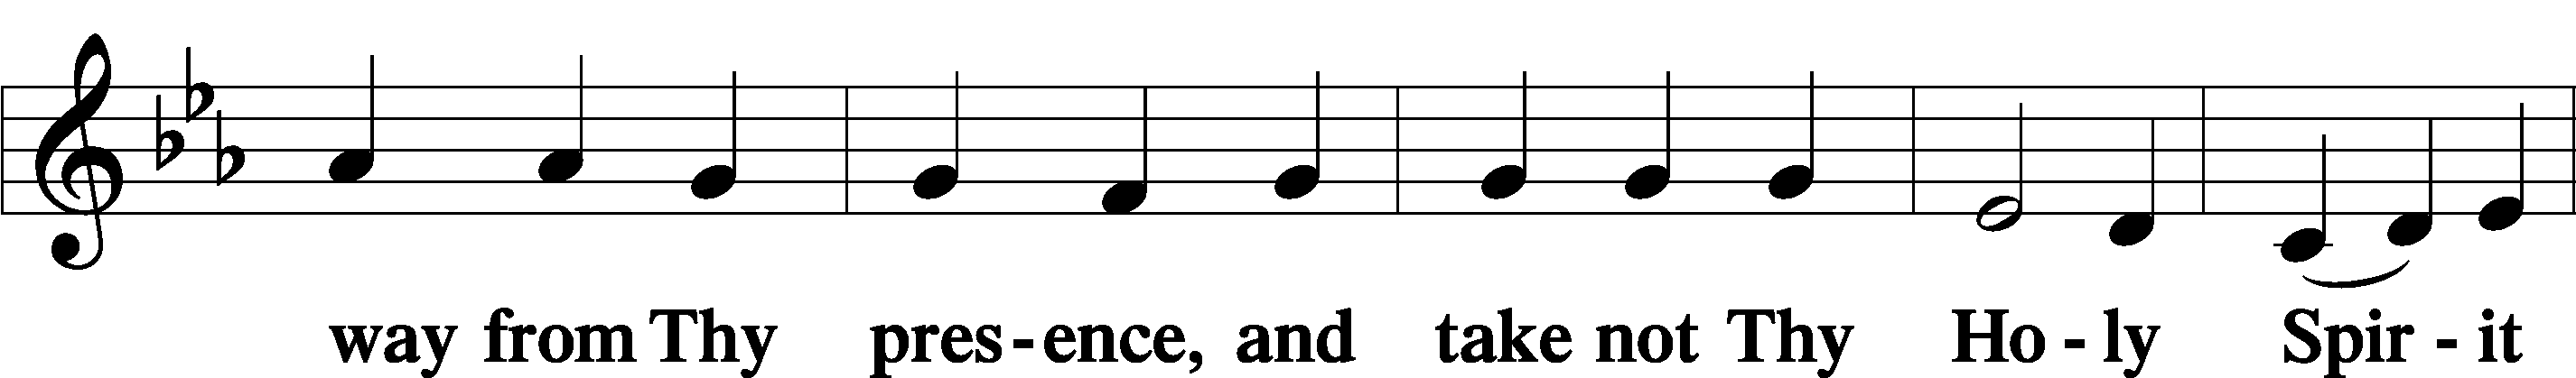 way from Thy pres - ence, and take not Thy Ho - ly Spir - it